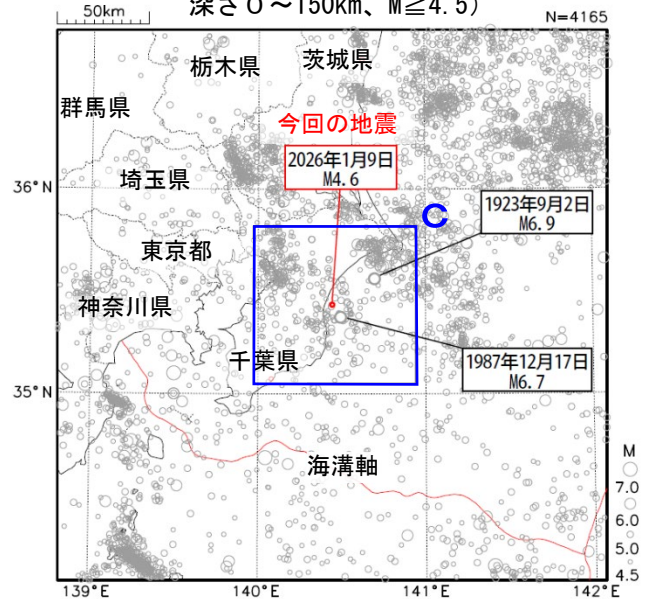 深さ0~150km、M≧4.5)
50km
N=4165
栃木県
茨城県
群馬県
今回の地震
2026年1月9日
M4.6
36°N
埼玉県
C
1923年9月2日
M6.9
東京都
神奈川県
千葉県
1987年12月17日
M6.7
35°N
海溝軸
M
7.0
6.0
5.0
4.5
139°E
140°E
141°E
142°E